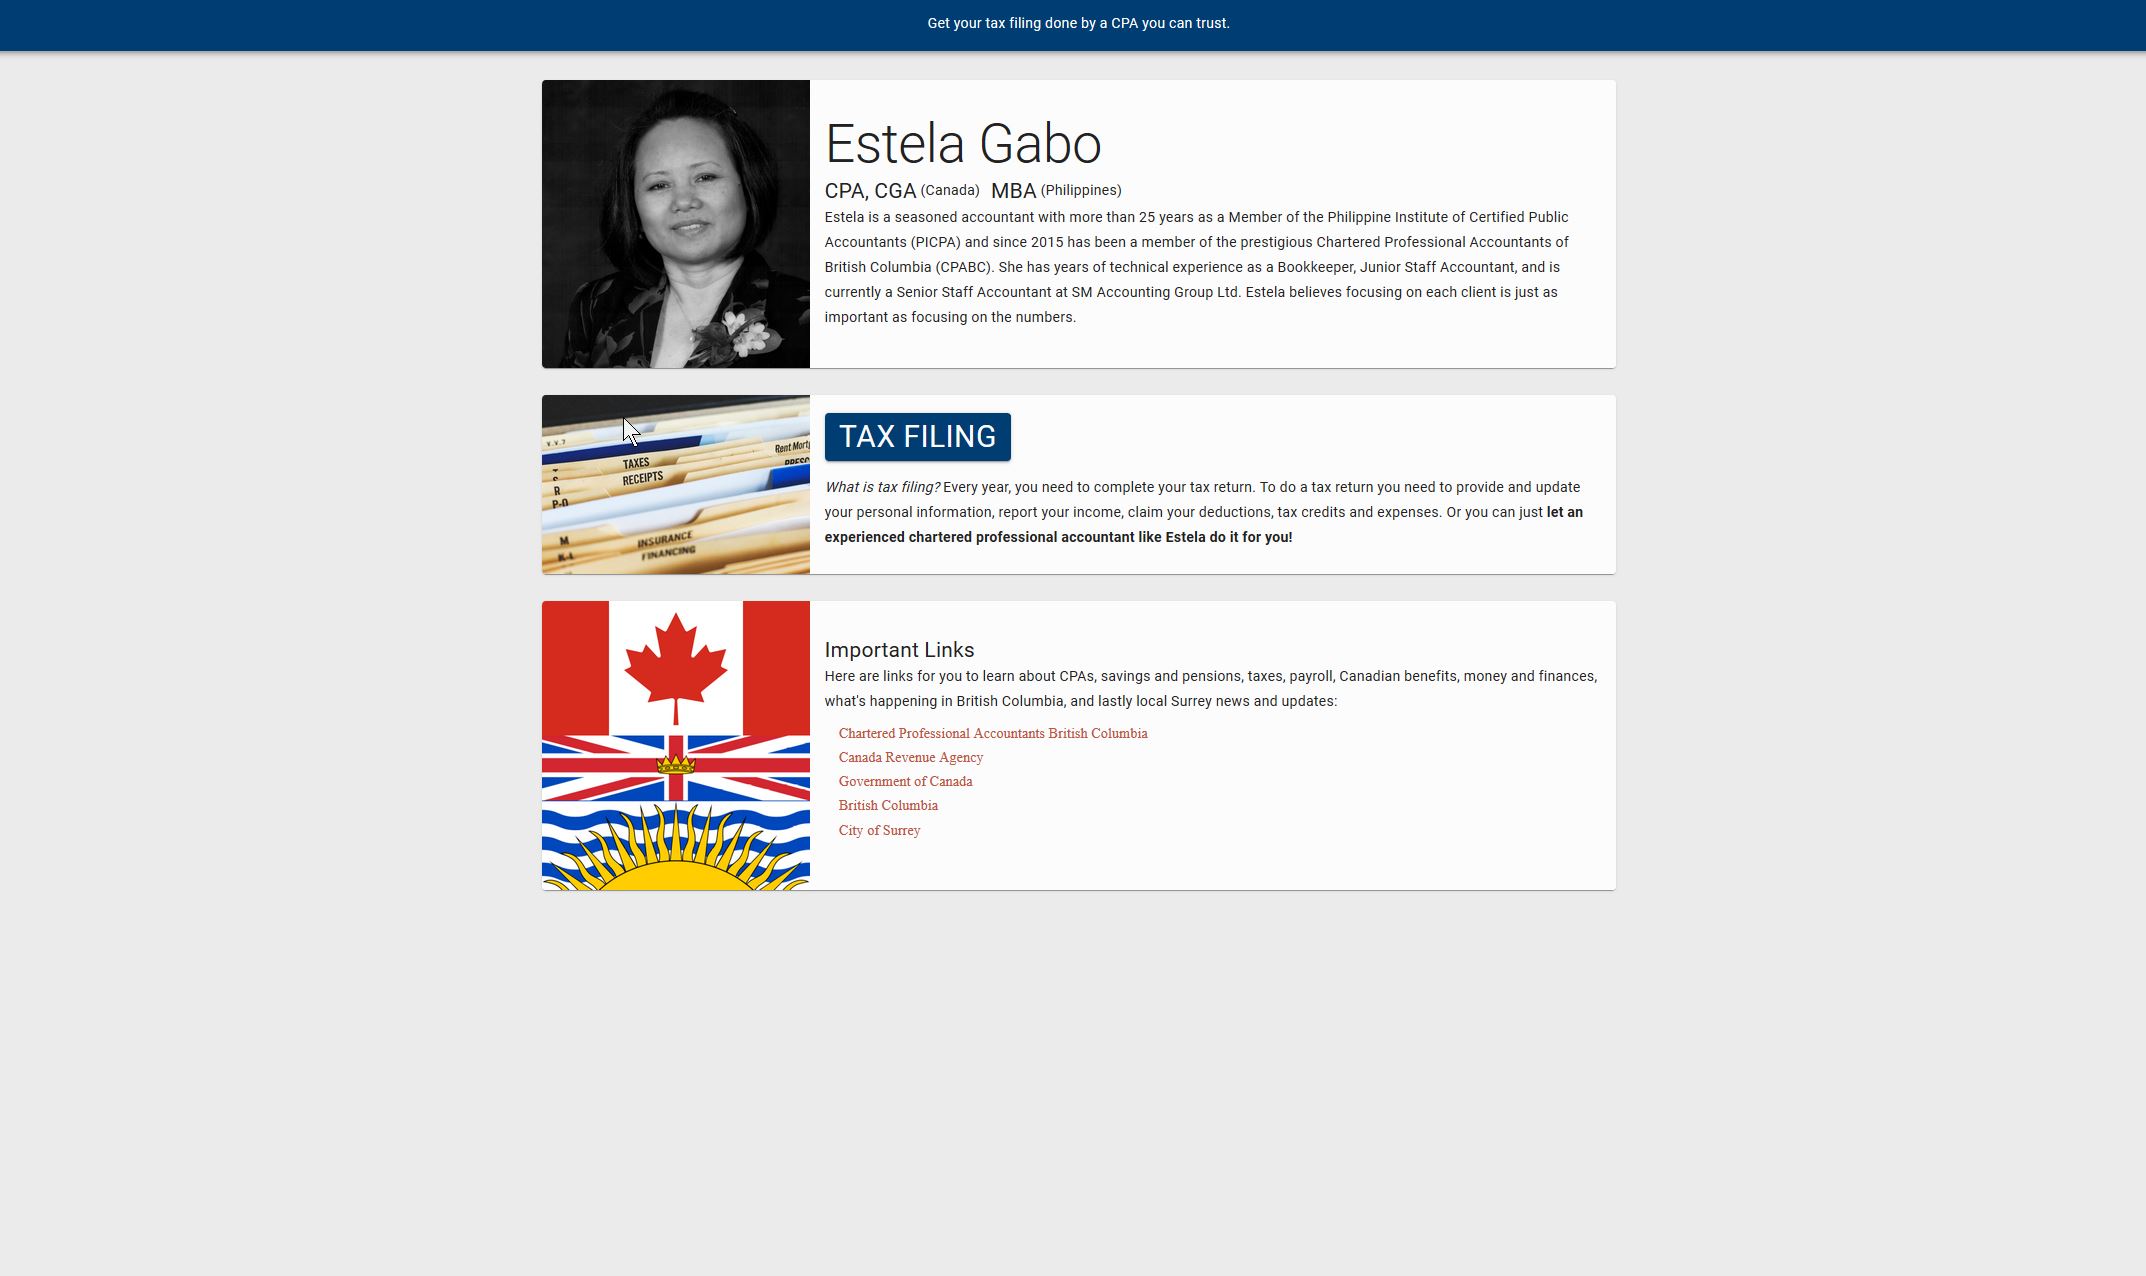 Get your tax filing done by a CPA you can trust.
Estela Gabo
CPA, CGA (Canada) MBA (Philippines)
Estela is a seasoned accountant with more than 25 years as a Member of the Philippine Institute of Certified Public
Accountants (PICPA) and since 2015 has been a member of the prestigious Chartered Professional Accountants of
British Columbia (CPABC). She has years of technical experience as a Bookkeeper, Junior Staff Accountant, and is
currently a Senior Staff Accountant at SM Accounting Group Ltd. Estela believes focusing on each client is just as
important as focusing on the numbers.
TAXES
RECEIPTS
Rent
R
P-Q
M
K-L
INSURANCE
FINANCING
TAX FILING
What is tax filing? Every year, you need to complete your tax return. To do a tax return you need to provide and update
your personal information, report your income, claim your deductions, tax credits and expenses. Or you can just let an
experienced chartered professional accountant like Estela do it for you!
Important Links
Here are links for you to learn about CPAs, savings and pensions, taxes, payroll, Canadian benefits, money and finances,
what's happening in British Columbia, and lastly local Surrey news and updates:
Chartered Professional Accountants British Columbia
Canada Revenue Agency
Government of Canada
British Columbia
City of Surrey